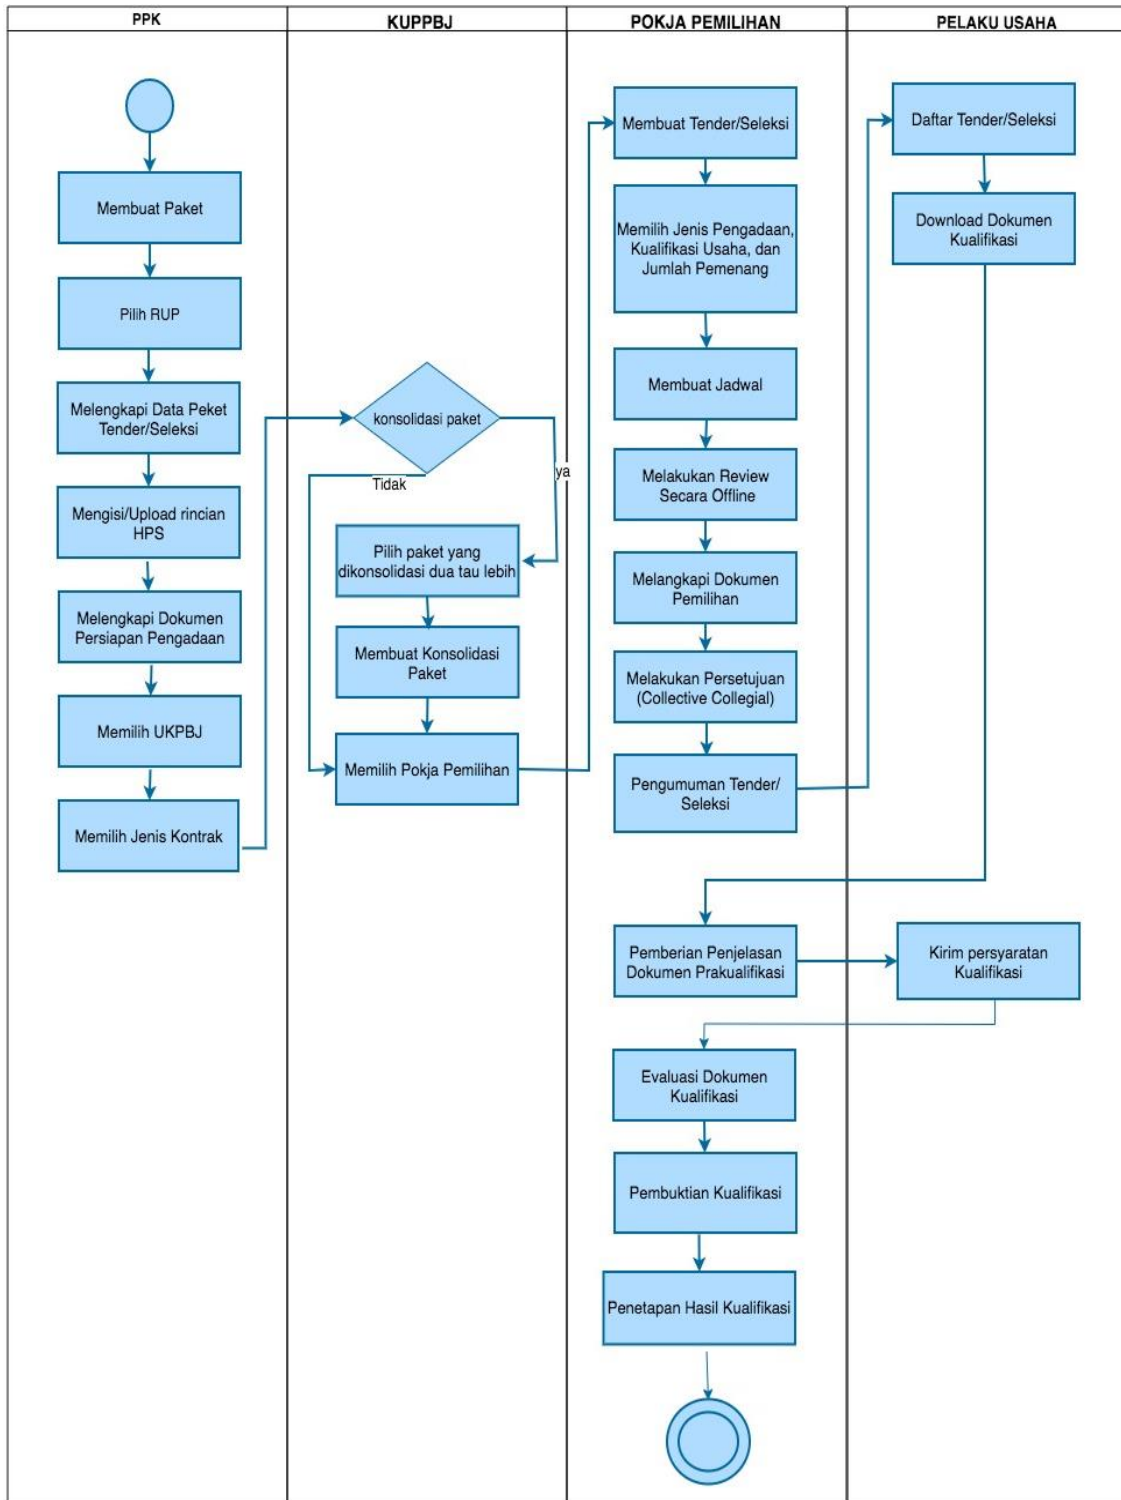 PPK
KUPPBJ
POKJA PEMILIHAN
PELAKU USAHA
Membuat Paket
Pilih RUP
Melengkapi Data Peket
Tender/Seleksi
Mengisi/Upload rincian
HPS
Melengkapi Dokumen
Persiapan Pengadaan
Memilih UKPBJ
Memilih Jenis Kontrak
konsolidasi paket
ya
Tidak
Pilih paket yang
dikonsolidasi dua tau lebih
Membuat Konsolidasi
Paket
Memilih Pokja Pemilihan
Membuat Tender/Seleksi
Memilih Jenis Pengadaan,
Kualifikasi Usaha, dan
Jumlah Pemenang
Membuat Jadwal
Melakukan Review
Secara Offline
Melangkapi Dokumen
Pemilihan
Melakukan Persetujuan
(Collective Collegial)
Pengumuman Tender/
Seleksi
Daftar Tender/Seleksi
Download Dokumen
Kualifikasi
Pemberian Penjelasan
Dokumen Prakualifikasi
Kirim persyaratan
Kualifikasi
Evaluasi Dokumen
Kualifikasi
Pembuktian Kualifikasi
Penetapan Hasil Kualifikasi